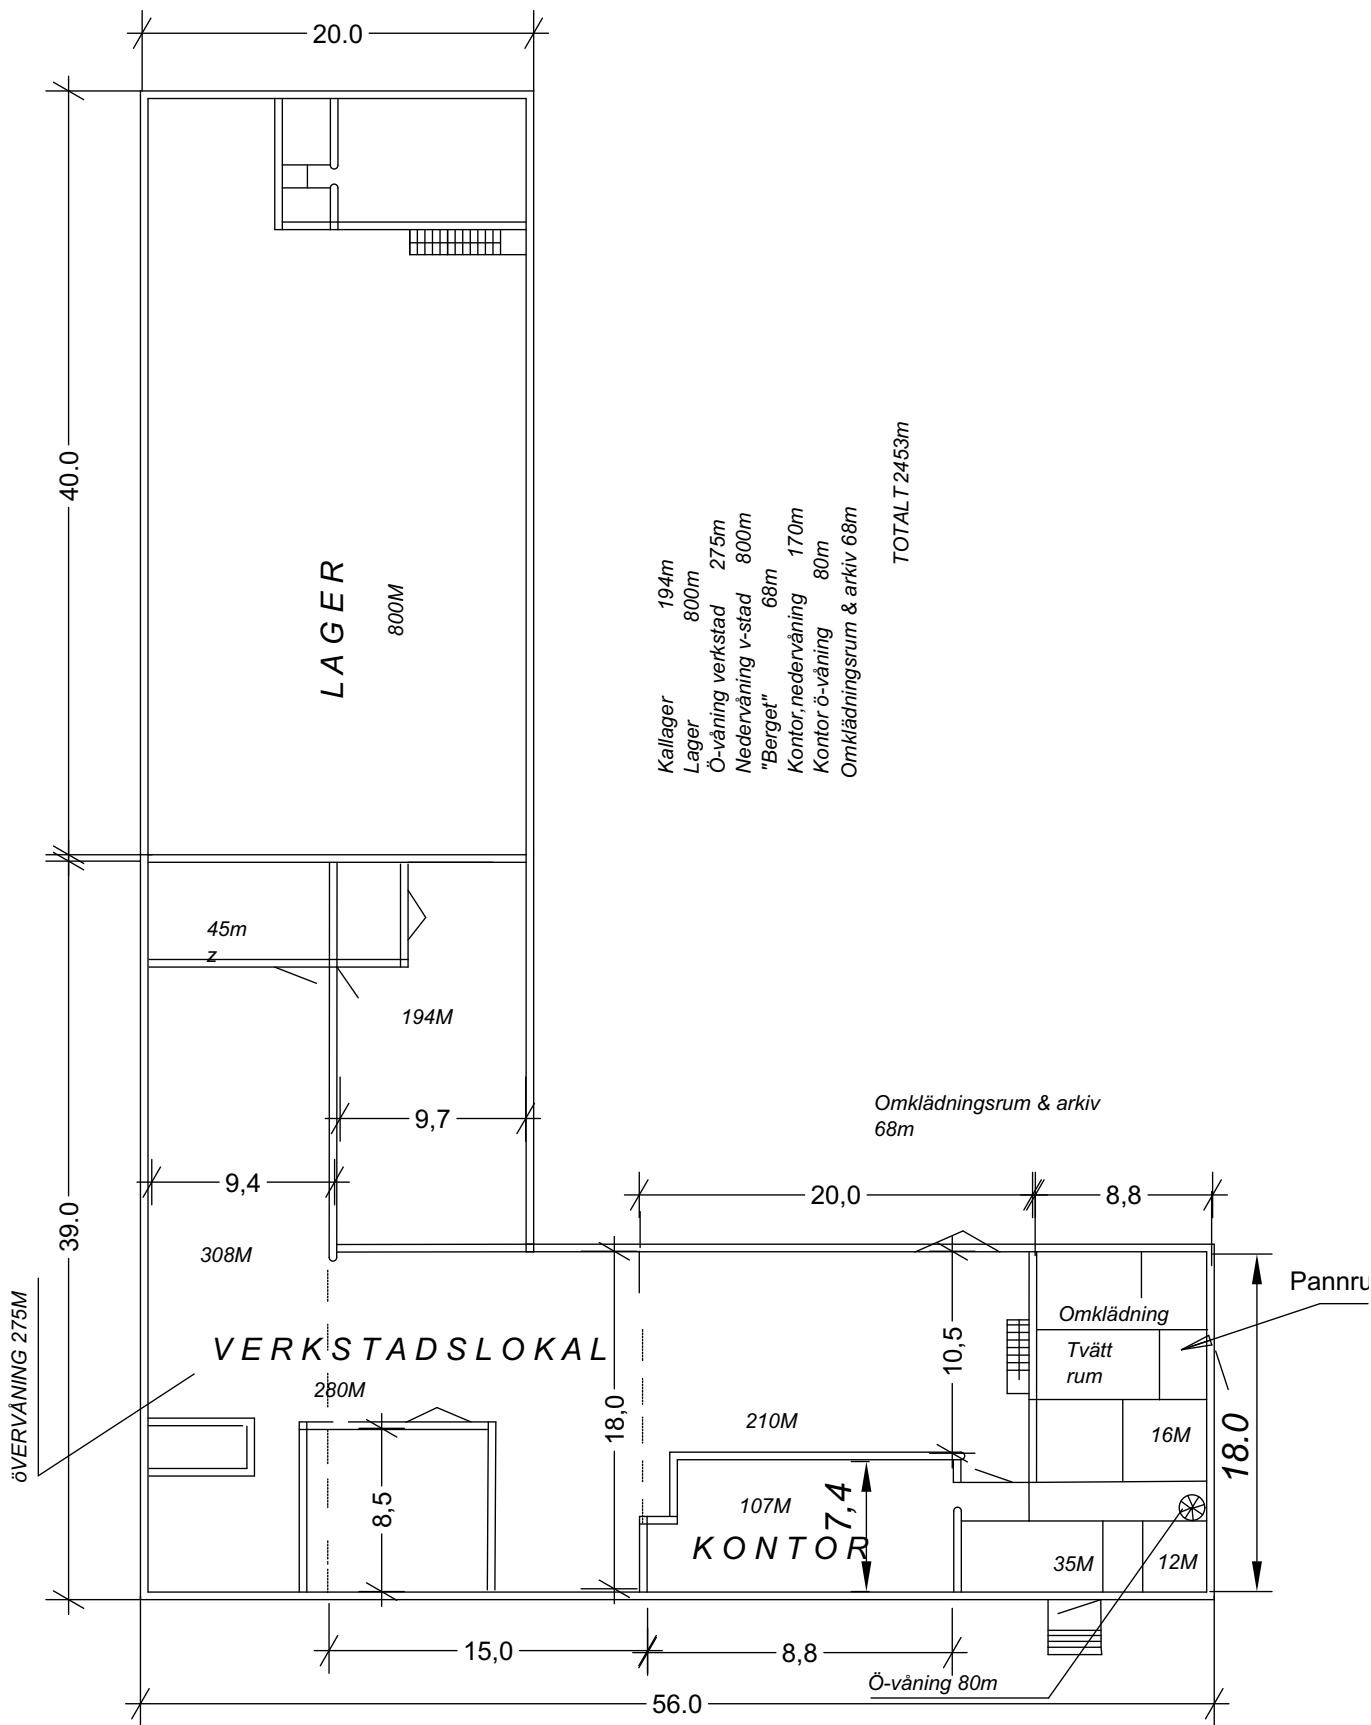 20.0
40.0
LAGER
800M
Kallager 194m
Lager 800m
Ö-våning verkstad 275m
Nedervåning v-stad 800m
"Berget" 68m
Kontor,nedervåning 170m
Kontor ö-våning 80m
Omklädningsrum & arkiv 68m
TOTALT 2453m
45m
z
194M
9,7
Omklädningsrum & arkiv
68m
9,4
20,0
8,8
39.0
308M
öVERVÅNING 275M
VERKSTADSLOKAL
280M
18,0
10,5
Omklädning
Tvätt
rum
Pannru
210M
16M
18.0
8,5
107M
7,4
KONTOR
35M
12M
15,0
8,8
Ö-våning 80m
56.0